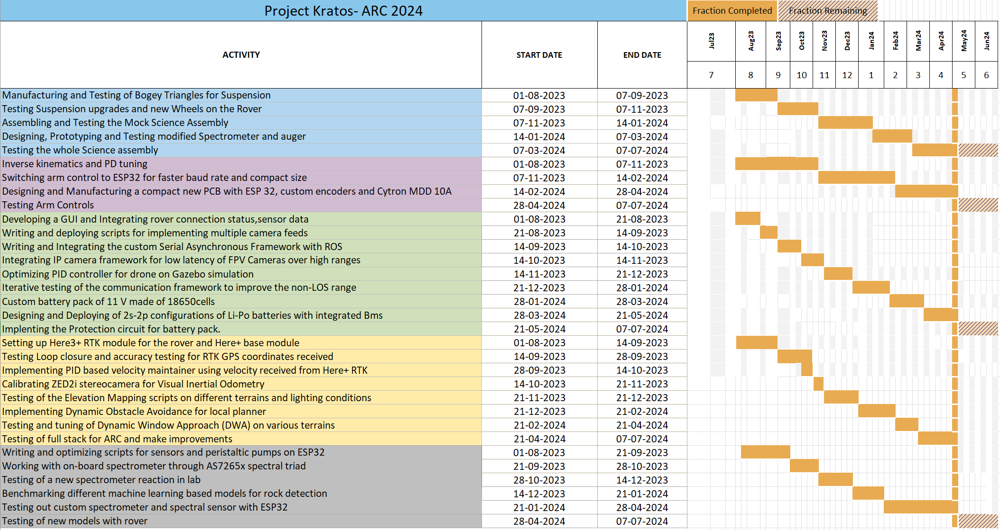 Project Kratos- ARC 2024 Fraction Completed Fraction Remaining
ACTIVITY START DATE END DATE Jul23 Aug23 Sep23 Oct23 Nov23 Dec23 Jan24 Feb24 Mar24 Apr24 May24 Jun24
7 8 9 10 11 12 1 2 3 4 5 6
Manufacturing and Testing of Bogey Triangles for Suspension 01-08-2023 07-09-2023
Testing Suspension upgrades and new Wheels on the Rover 07-09-2023 07-11-2023
Assembling and Testing the Mock Science Assembly 07-11-2023 14-01-2024
Designing, Prototyping and Testing modified Spectrometer and auger 14-01-2024 07-03-2024
Testing the whole Science assembly 07-03-2024 07-07-2024
Inverse kinematics and PD tuning 01-08-2023 07-11-2023
Switching arm control to ESP32 for faster baud rate and compact size 07-11-2023 14-02-2024
Designing and Manufacturing a compact new PCB with ESP 32, custom encoders and Cytron MDD 10A 14-02-2024 28-04-2024
Testing Arm Controls 28-04-2024 07-07-2024
Developing a GUI and Integrating rover connection status,sensor data 01-08-2023 21-08-2023
Writing and deploying scripts for implementing multiple camera feeds 21-08-2023 14-09-2023
Writing and Integrating the custom Serial Asynchronous Framework with ROS 14-09-2023 14-10-2023
Integrating IP camera framework for low latency of FPV Cameras over high ranges 14-10-2023 14-11-2023
Optimizing PID controller for drone on Gazebo simulation 14-11-2023 21-12-2023
Iterative testing of the communication framework to improve the non-LOS range 21-12-2023 28-01-2024
Custom battery pack of 11 V made of 18650cells 28-01-2024 28-03-2024
Designing and Deploying of 2s-2p configurations of Li-Po batteries with integrated Bms 28-03-2024 21-05-2024
Implenting the Protection circuit for battery pack. 21-05-2024 07-07-2024
Setting up Here3+ RTK module for the rover and Here+ base module 01-08-2023 14-09-2023
Testing Loop closure and accuracy testing for RTK GPS coordinates received 14-09-2023 28-09-2023
Implementing PID based velocity maintainer using velocity received from Here+ RTK 28-09-2023 14-10-2023
Calibrating ZED2i stereocamera for Visual Inertial Odometry 14-10-2023 21-11-2023
Testing of the Elevation Mapping scripts on different terrains and lighting conditions 21-11-2023 21-12-2023
Implementing Dynamic Obstacle Avoidance for local planner 21-12-2023 21-02-2024
Testing and tuning of Dynamic Window Approach (DWA) on various terrains 21-02-2024 21-04-2024
Testing of full stack for ARC and make improvements 21-04-2024 07-07-2024
Writing and optimizing scripts for sensors and peristaltic pumps on ESP32 01-08-2023 21-09-2023
Working with on-board spectrometer through AS7265x spectral triad 21-09-2023 28-10-2023
Testing of a new spectrometer reaction in lab 28-10-2023 14-12-2023
Benchmarking different machine learning based models for rock detection 14-12-2023 21-01-2024
Testing out custom spectrometer and spectral sensor with ESP32 21-01-2024 28-04-2024
Testing of new models with rover 28-04-2024 07-07-2024